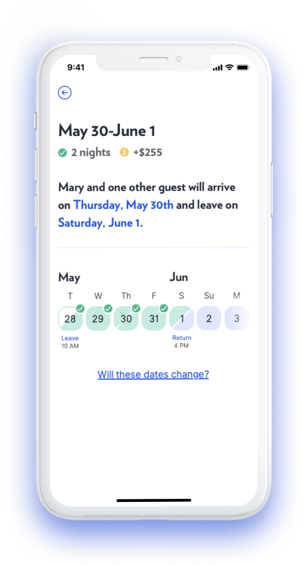 9:41
May 30-June 1
2 nights $ +$255
Mary and one other guest will arrive
on Thursday, May 30th and leave on
Saturday, June 1.
May Jun
T W Th F S Su M
28 29 30 31 1 2 3
Leave Return
10 AM 4 PM
Will these dates change?